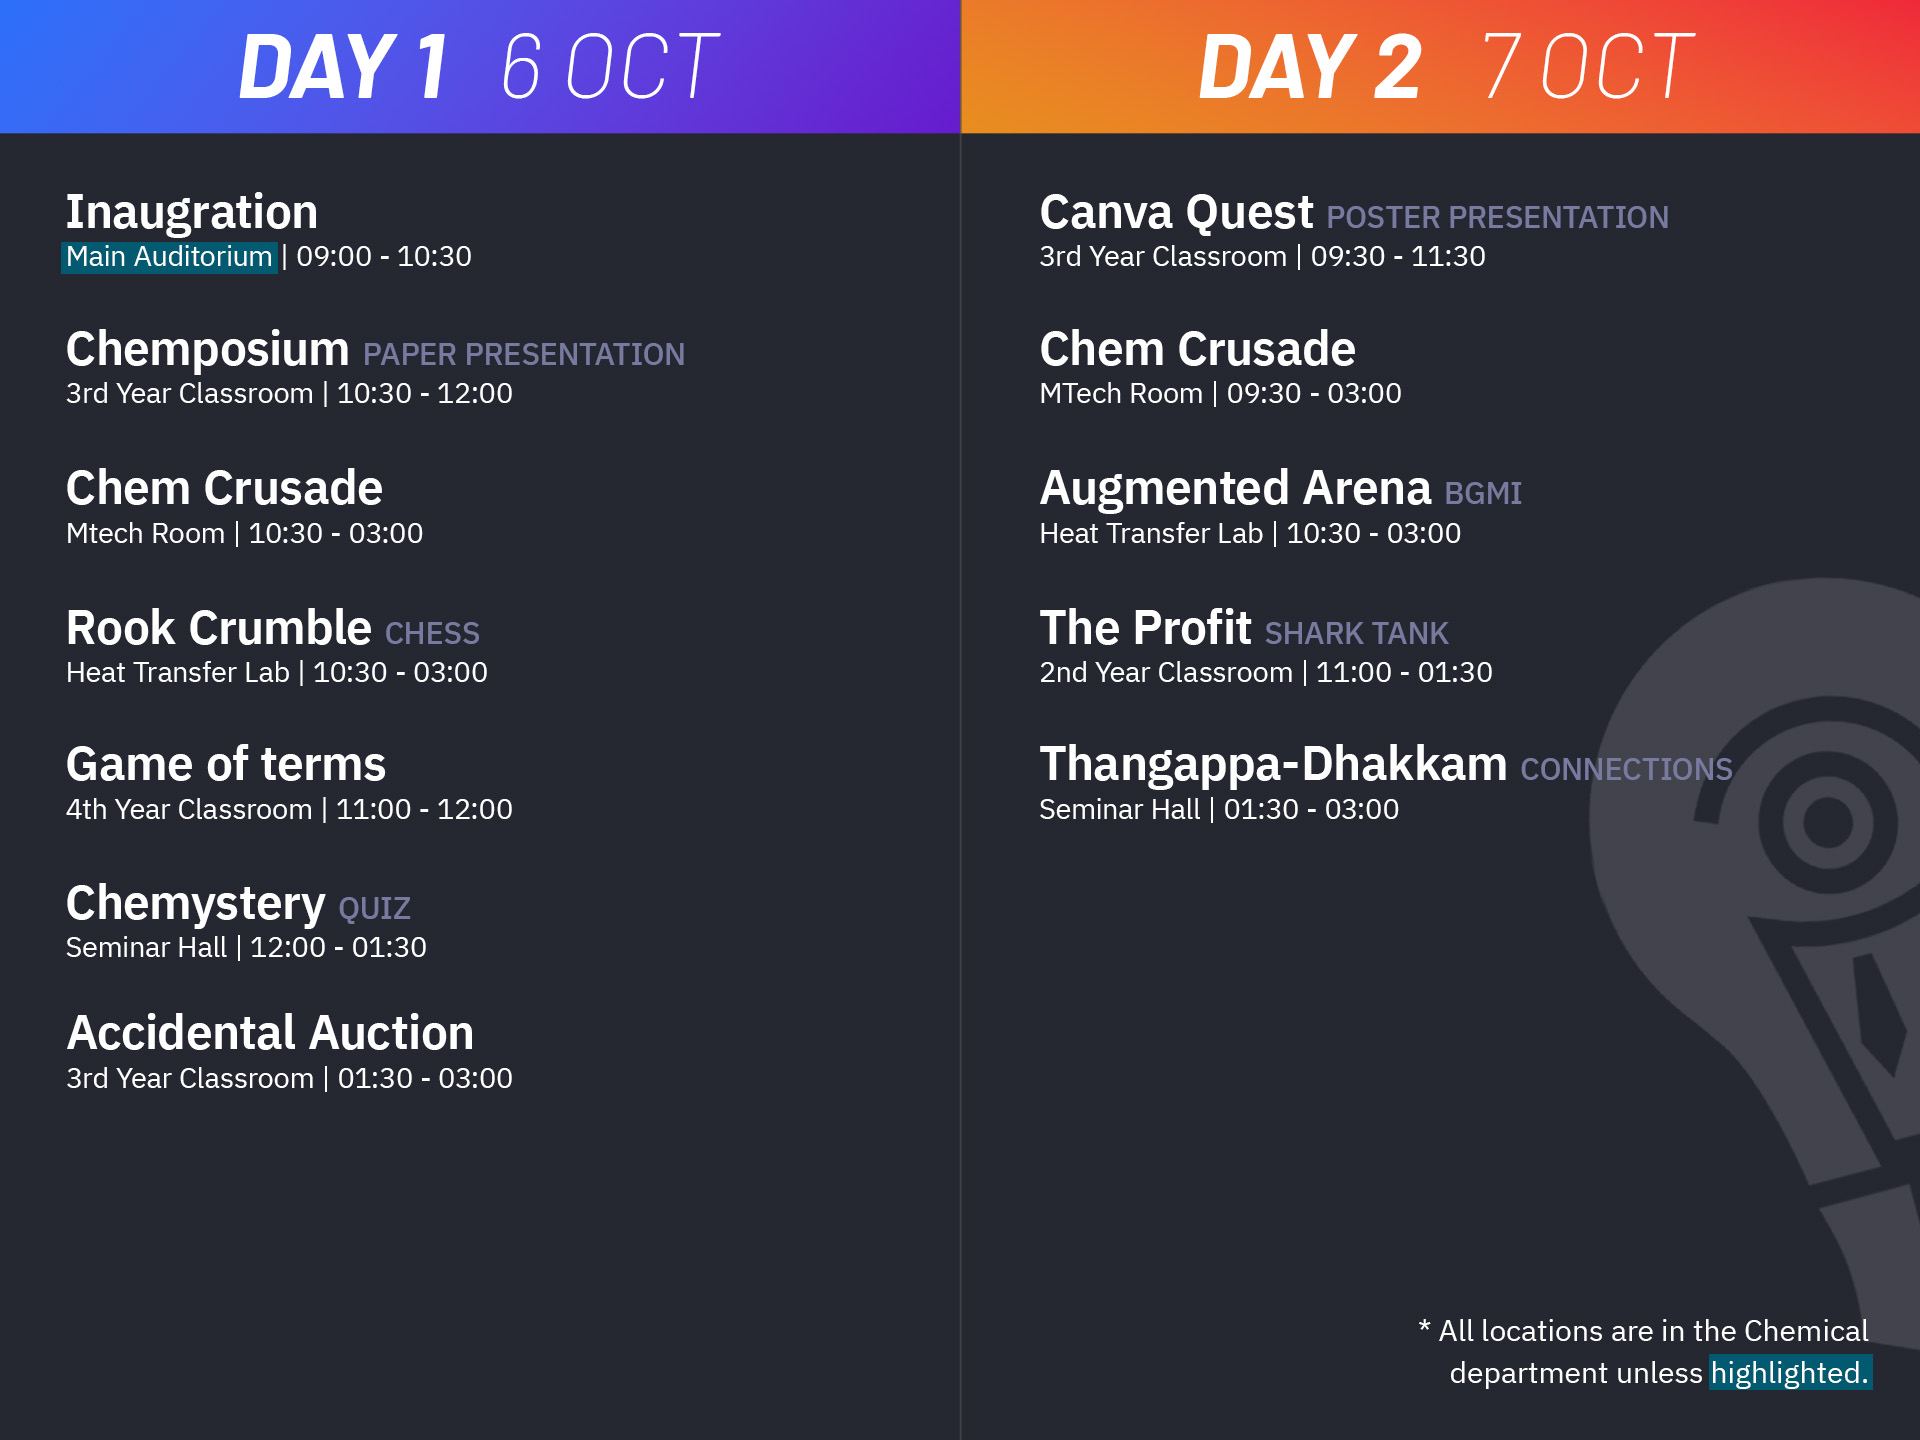 DAY 1 6 OCT
Inaugration
Main Auditorium | 09:00 - 10:30
Chemposium PAPER PRESENTATION
3rd Year Classroom | 10:30 - 12:00
Chem Crusade
Mtech Room | 10:30 - 03:00
Rook Crumble CHESS
Heat Transfer Lab | 10:30 - 03:00
Game of terms
4th Year Classroom | 11:00 - 12:00
Chemystery QUIZ
Seminar Hall | 12:00 - 01:30
Accidental Auction
3rd Year Classroom | 01:30 - 03:00
DAY 2 7 OCT
Canva Quest POSTER PRESENTATION
3rd Year Classroom | 09:30 - 11:30
Chem Crusade
MTech Room | 09:30 - 03:00
Augmented Arena BGMI
Heat Transfer Lab | 10:30 - 03:00
The Profit SHARK TANK
2nd Year Classroom | 11:00 - 01:30
Thangappa-Dhakkam CONNECTIONS
Seminar Hall | 01:30 - 03:00
* All locations are in the Chemical
department unless highlighted.